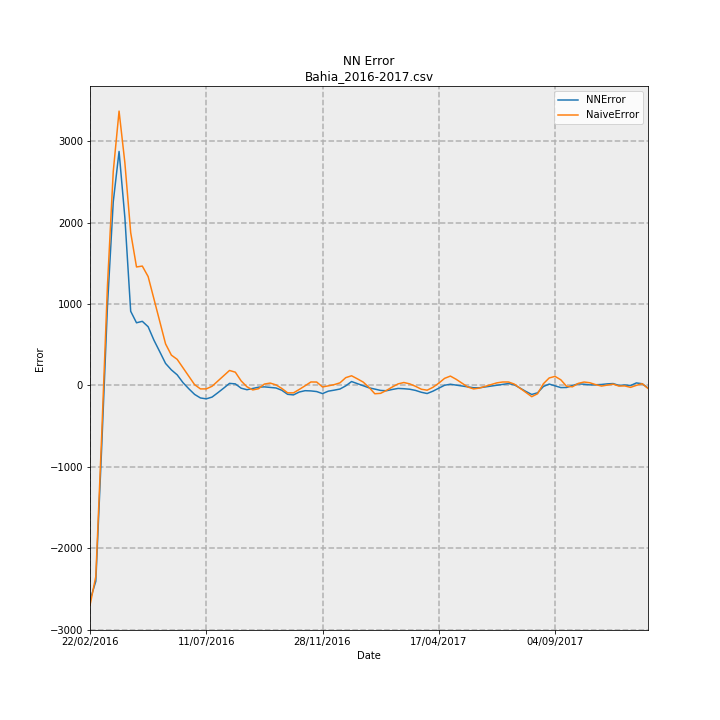 NN Error
Bahia_2016-2017.csv
NNError
NaiveError
3000
2000
1000
0
−1000
−2000
−3000
Error
22/02/2016 11/07/2016 28/11/2016 17/04/2017 04/09/2017
Date